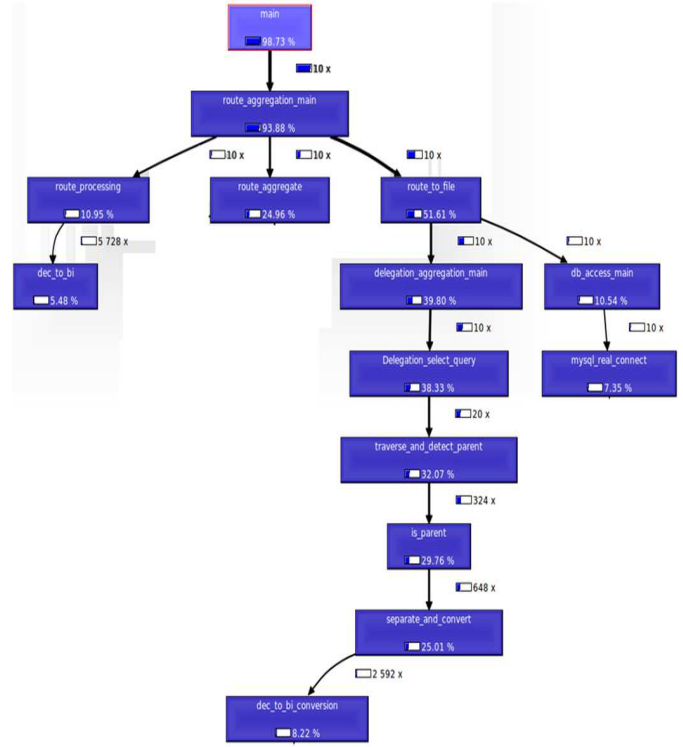 main
98.73 %
10 x
route_aggregation_main
93.88 %
10 x
10 x
10 x
route_processing
10.95 %
route_aggregate
24.96 %
route_to_file
51.61 %
5 728 x
10 x
10 x
dec_to_bi
5.48 %
delegation_aggregation_main
39.80 %
db_access_main
10.54 %
10 x
10 x
Delegation_select_query
38.33 %
mysql_real_connect
7.35 %
20 x
traverse_and_detect_parent
32.07 %
324 x
is_parent
29.76 %
648 x
separate_and_convert
25.01 %
2 592 x
dec_to_bi_conversion
8.22 %